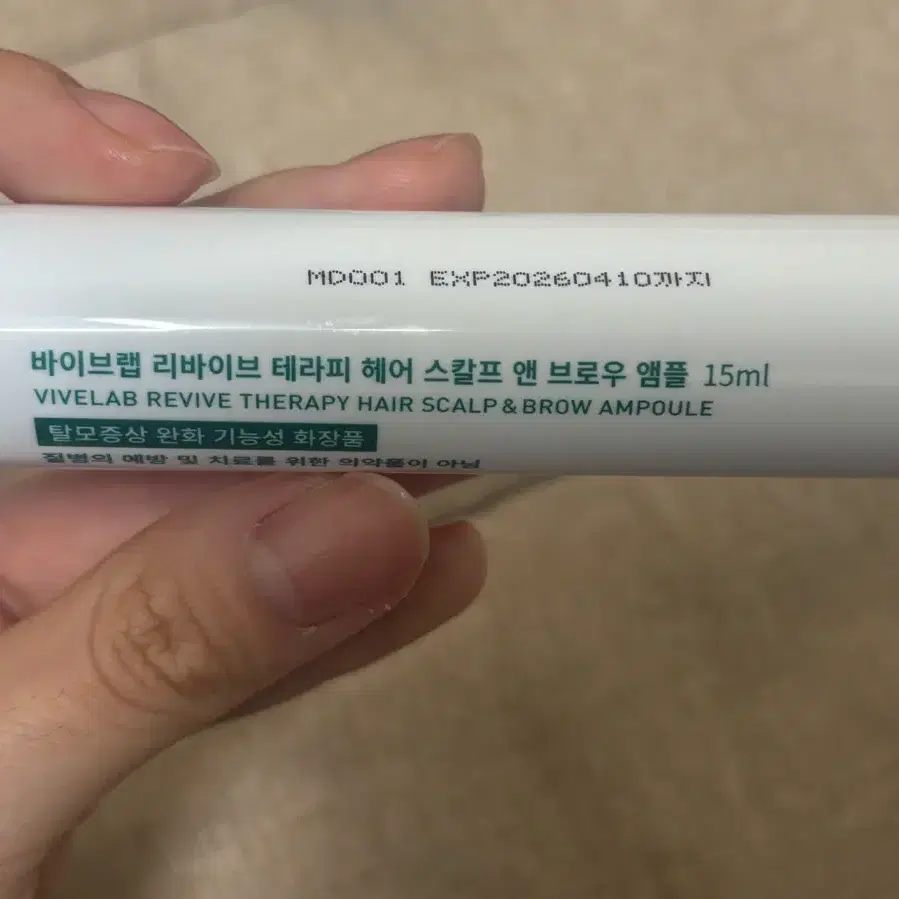 MD001 EXP20260410까지
바이브랩 리바이브 테라피 헤어 스칼프 앤 브로우 앰플 15ml
VIVELAB REVIVE THERAPY HAIR SCALP & BROW AMPOULE
탈모증상 완화 기능성 화장품
질병의 예방 및 치료를 위한 의약품이 아님